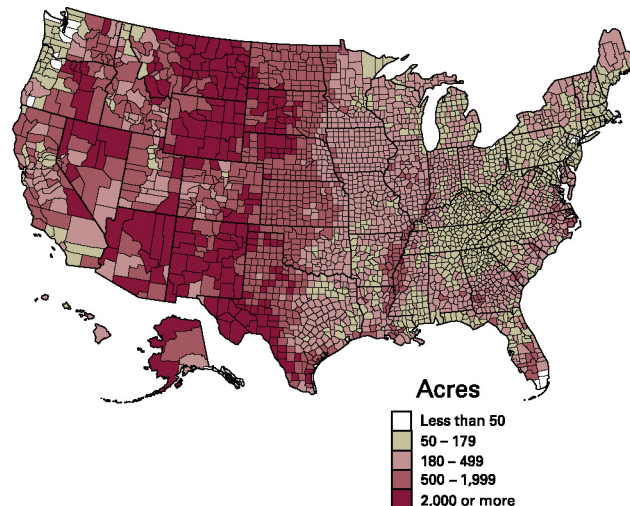 Acres
Less than 50
50 – 179
180 – 499
500 – 1,999
2,000 or more